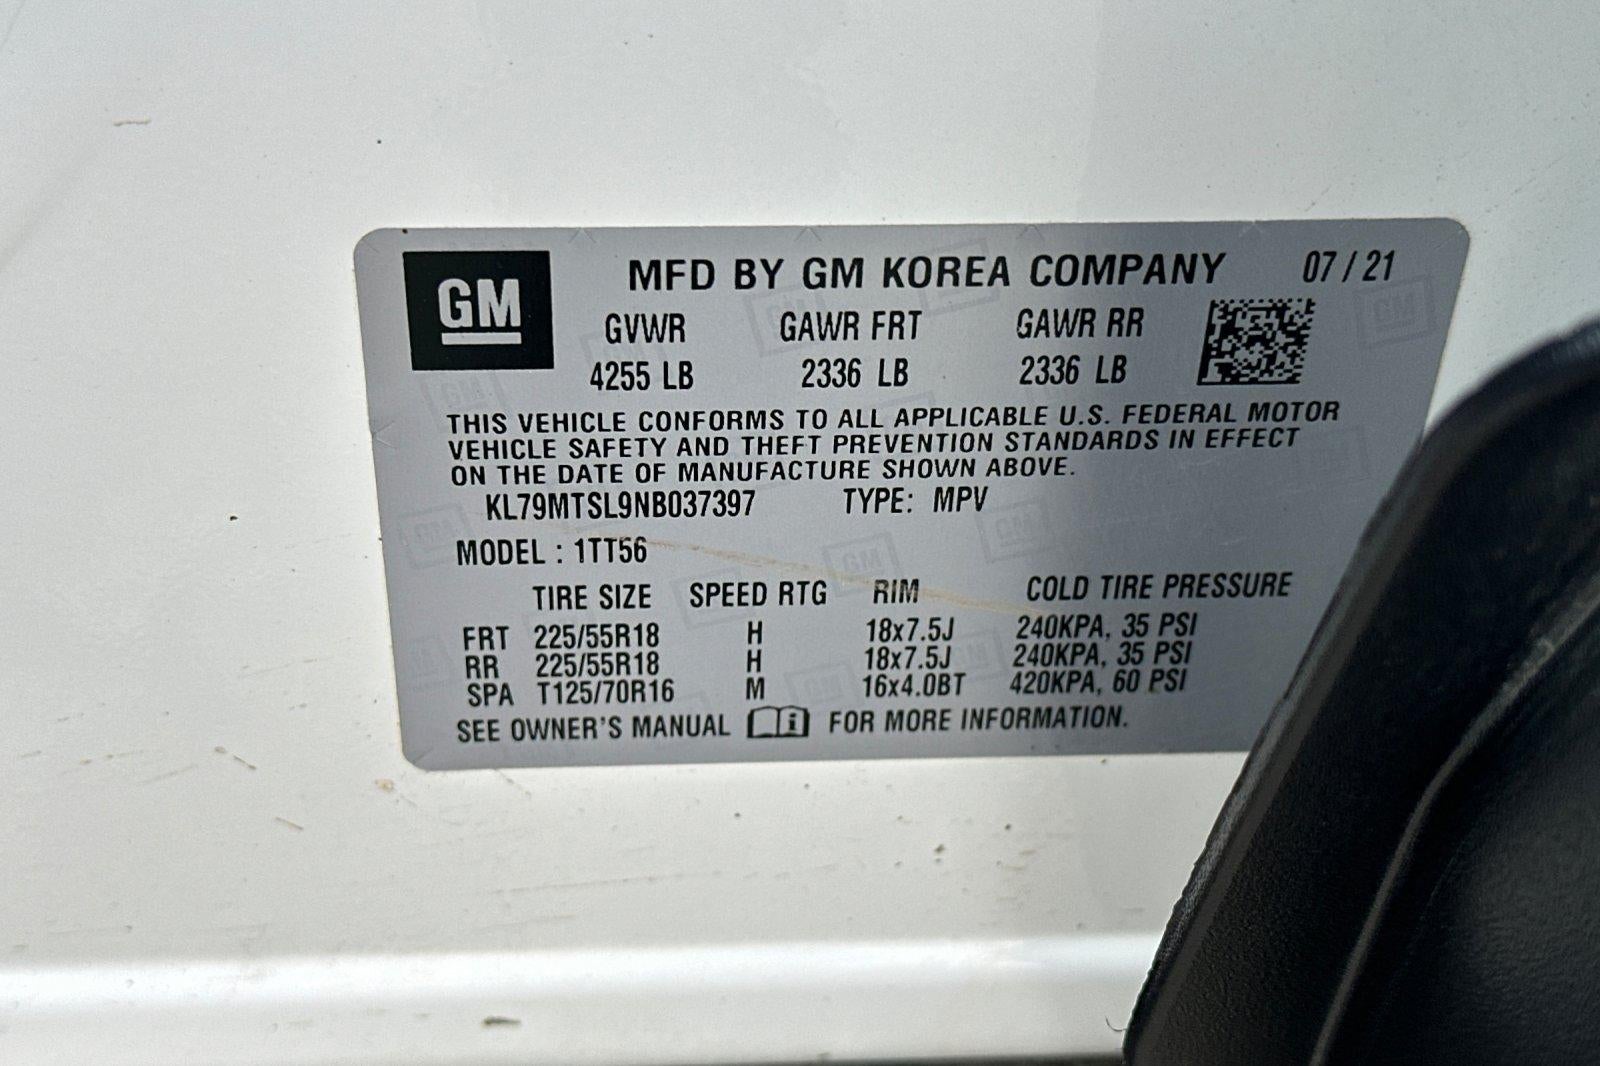 GM
MFD BY GM KOREA COMPANY 07 / 21
GVWR GAWR FRT GAWR RR
4255 LB 2336 LB 2336 LB
THIS VEHICLE CONFORMS TO ALL APPLICABLE U.S. FEDERAL MOTOR
VEHICLE SAFETY AND THEFT PREVENTION STANDARDS IN EFFECT
ON THE DATE OF MANUFACTURE SHOWN ABOVE.
KL79MTSL9NB037397 TYPE: MPV
MODEL : 1TT56
TIRE SIZE SPEED RTG RIM COLD TIRE PRESSURE
FRT 225/55R18 H 18x7.5J 240KPA, 35 PSI
RR 225/55R18 H 18x7.5J 240KPA, 35 PSI
SPA T125/70R16 M 16x4.0BT 420KPA, 60 PSI
SEE OWNER'S MANUAL i FOR MORE INFORMATION.